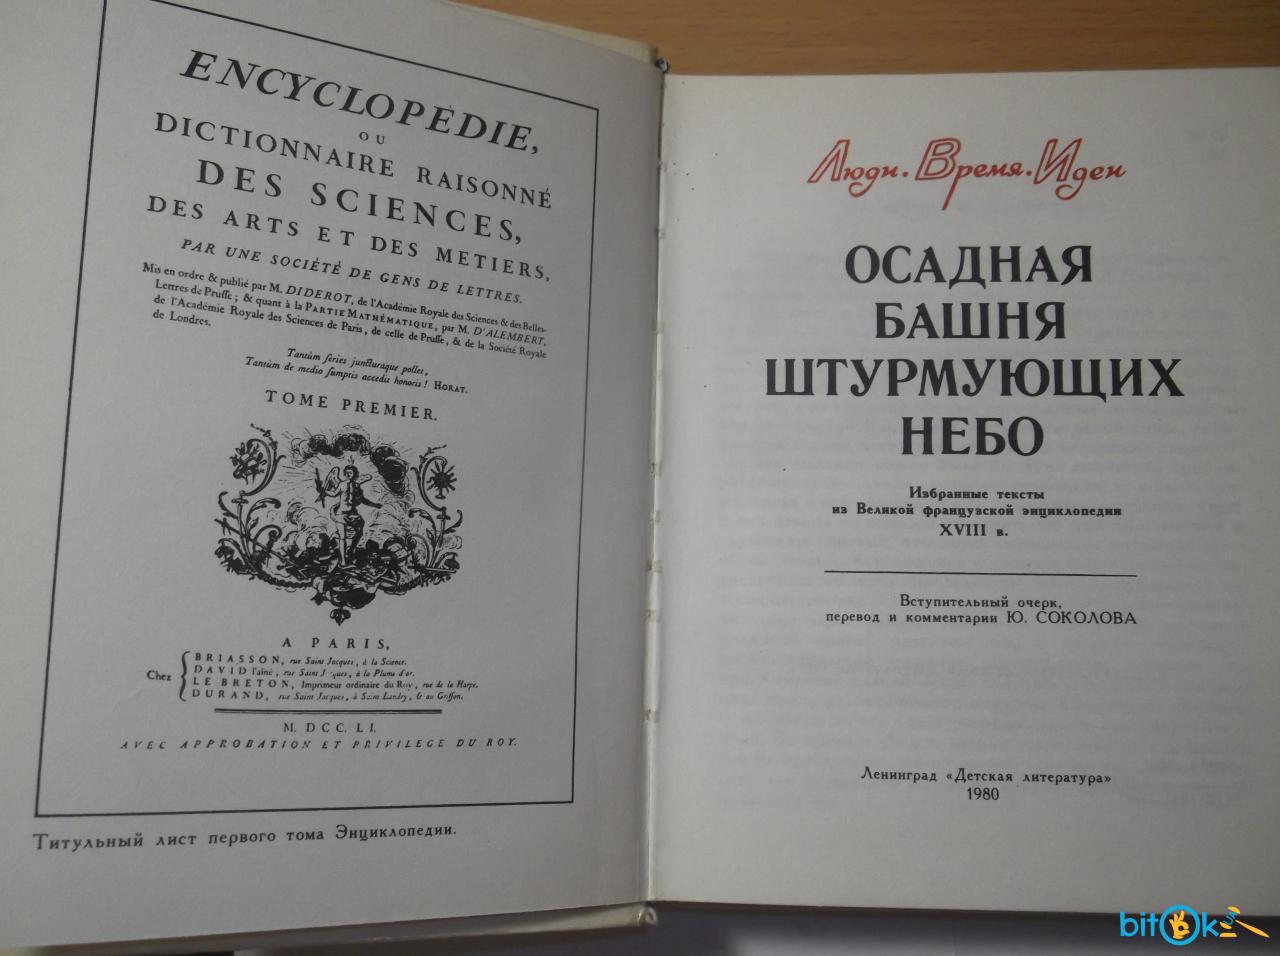 ENCYCLOPÉDIE,
OU
DICTIONNAIRE RAISONNÉ
DES SCIENCES,
DES ARTS ET DES METIERS,
PAR UNE SOCIÉTÉ DE GENS DE LETTRES.
Mis en ordre & publié par M. DIDEROT, de l'Académie Royale des Sciences & des Belles-
Lettres de Prusse; & quant à la PARTIE MATHÉMATIQUE, par M. D'ALEMBERT,
de l'Académie Royale des Sciences de Paris, de celle de Prusse, & de la Société Royale
de Londres.
Tantùm series juncturaque pollet,
Tantùm de medio sumptis accedit honoris! HORAT.
TOME PREMIER.
A PARIS,
Chez
BRIASSON, rue Saint Jacques, à la Science.
DAVID l'aîné, rue Saint Jacques, à la Plume d'or.
LE BRETON, Imprimeur ordinaire du Roy, rue de la Harpe.
DURAND, rue Saint Jacques, à Saint Landry, & au Griffon.
M. DCC. LI.
AVEC APPROBATION ET PRIVILEGE DU ROY.
Титульный лист первого тома Энциклопедии.
Люди. Время. Идеи
ОСАДНАЯ
БАШНЯ
ШТУРМУЮЩИХ
НЕБО
Избранные тексты
из Великой французской энциклопедии
XVIII в.
Вступительный очерк,
перевод и комментарии Ю. СОКОЛОВА
Ленинград «Детская литература»
1980
bitOk